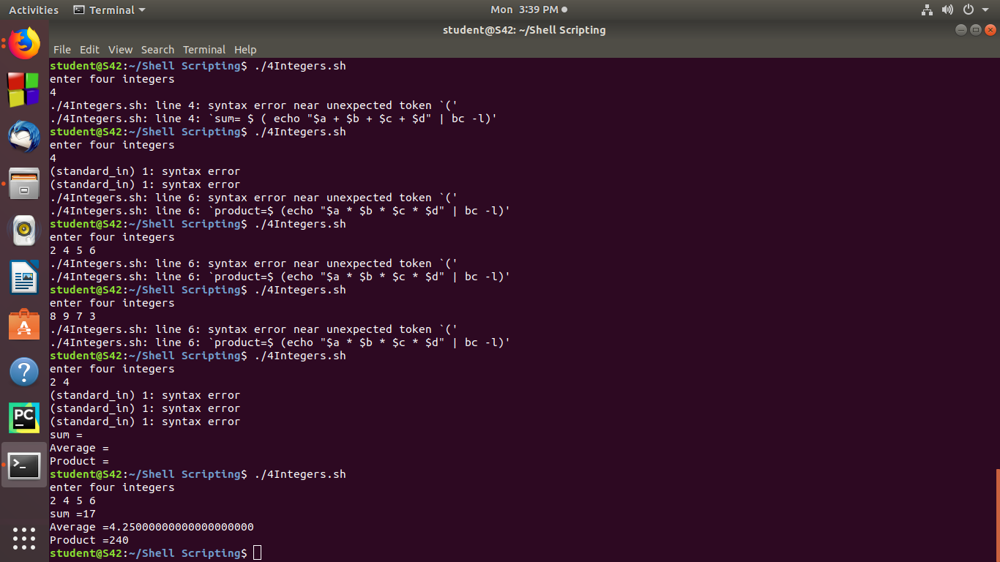 Activities Terminal Mon 3:39 PM
student@S42: ~/Shell Scripting
File Edit View Search Terminal Help
student@S42:~/Shell Scripting$ ./4Integers.sh
enter four integers
4
./4Integers.sh: line 4: syntax error near unexpected token `('
./4Integers.sh: line 4: `sum= $ ( echo "$a + $b + $c + $d" | bc -l)'
student@S42:~/Shell Scripting$ ./4Integers.sh
enter four integers
4
(standard_in) 1: syntax error
(standard_in) 1: syntax error
./4Integers.sh: line 6: syntax error near unexpected token `('
./4Integers.sh: line 6: `product=$ (echo "$a * $b * $c * $d" | bc -l)'
student@S42:~/Shell Scripting$ ./4Integers.sh
enter four integers
2 4 5 6
./4Integers.sh: line 6: syntax error near unexpected token `('
./4Integers.sh: line 6: `product=$ (echo "$a * $b * $c * $d" | bc -l)'
student@S42:~/Shell Scripting$ ./4Integers.sh
enter four integers
8 9 7 3
./4Integers.sh: line 6: syntax error near unexpected token `('
./4Integers.sh: line 6: `product=$ (echo "$a * $b * $c * $d" | bc -l)'
student@S42:~/Shell Scripting$ ./4Integers.sh
enter four integers
2 4
(standard_in) 1: syntax error
(standard_in) 1: syntax error
(standard_in) 1: syntax error
sum =
Average =
Product =
student@S42:~/Shell Scripting$ ./4Integers.sh
enter four integers
2 4 5 6
sum =17
Average =4.25000000000000000000
Product =240
student@S42:~/Shell Scripting$
PC